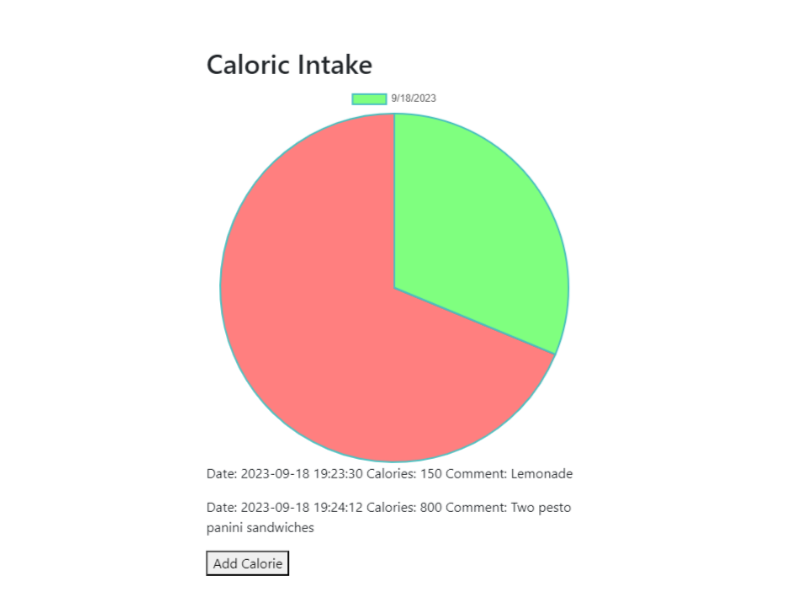 Caloric Intake
9/18/2023
Date: 2023-09-18 19:23:30 Calories: 150 Comment: Lemonade
Date: 2023-09-18 19:24:12 Calories: 800 Comment: Two pesto
panini sandwiches
Add Calorie